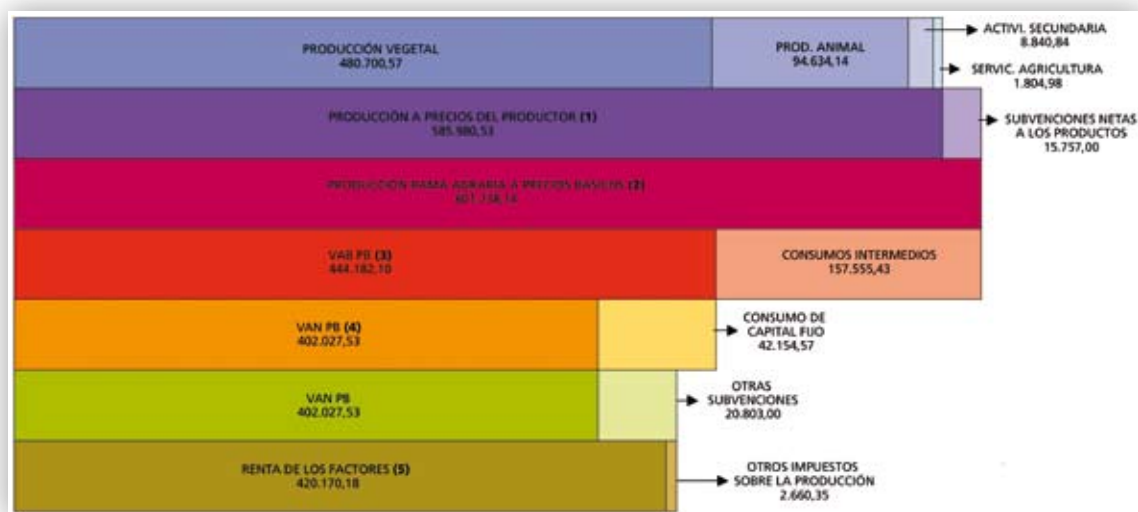 PRODUCCIÓN VEGETAL
480.700,57
PROD. ANIMAL
94.634,14
ACTIVI. SECUNDARIA
8.840,84
SERVIC. AGRICULTURA
1.804,98
PRODUCCIÓN A PRECIOS DEL PRODUCTOR (1)
585.980,53
SUBVENCIONES NETAS
A LOS PRODUCTOS
15.757,00
PRODUCCIÓN RAMA AGRARIA A PRECIOS BASICOS (2)
VAB PB (3)
444.182,10
CONSUMOS INTERMEDIOS
157.555,43
VAN PB (4)
402.027,53
CONSUMO DE
CAPITAL FIJO
42.154,57
VAN PB
402.027,53
OTRAS
SUBVENCIONES
20.803,00
RENTA DE LOS FACTORES (5)
420.170,18
OTROS IMPUESTOS
SOBRE LA PRODUCCIÓN
2.660,35